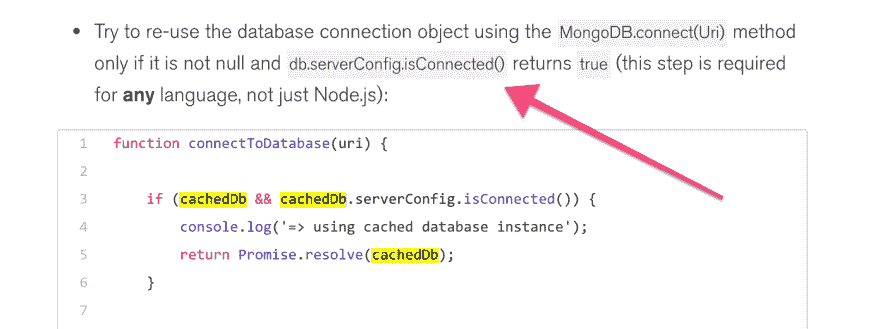 • Try to re-use the database connection object using the MongoDB.connect(Uri) method
only if it is not null and db.serverConfig.isConnected() returns true (this step is required
for any language, not just Node.js):
1 function connectToDatabase(uri) {
2
3 if (cachedDb && cachedDb.serverConfig.isConnected()) {
4 console.log('=> using cached database instance');
5 return Promise.resolve(cachedDb);
6 }
7